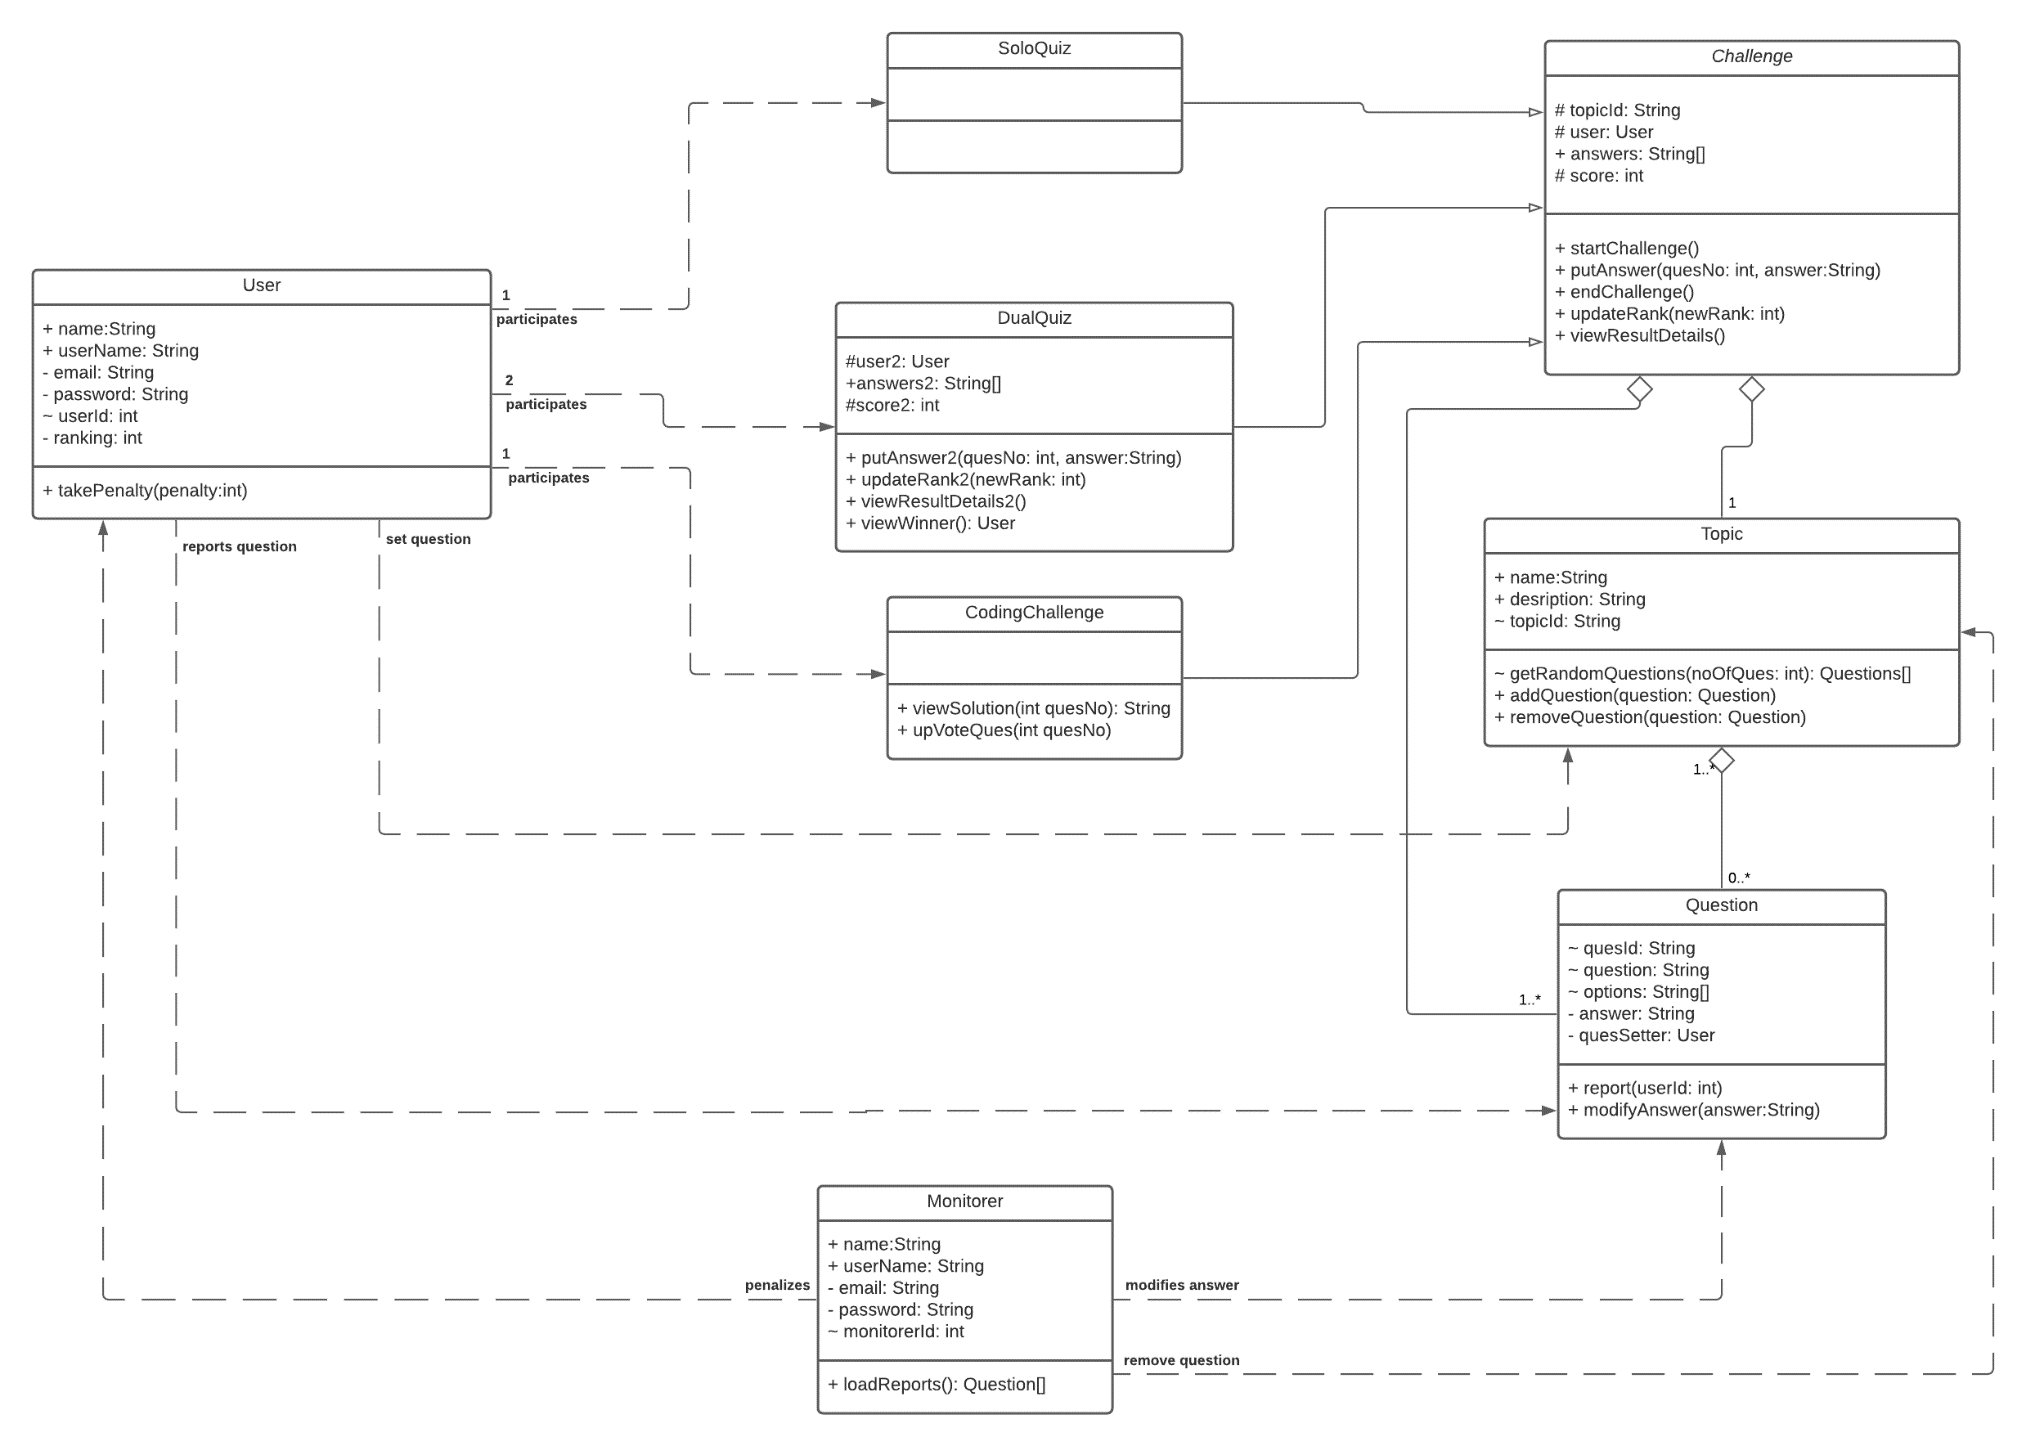 SoloQuiz
Challenge
# topicId: String
# user: User
+ answers: String[]
# score: int
+ startChallenge()
+ putAnswer(quesNo: int, answer:String)
+ endChallenge()
+ updateRank(newRank: int)
+ viewResultDetails()
User
+ name:String
+ userName: String
- email: String
- password: String
~ userId: int
- ranking: int
+ takePenalty(penalty:int)
1
participates
2
participates
1
participates
reports question
set question
DualQuiz
#user2: User
+answers2: String[]
#score2: int
+ putAnswer2(quesNo: int, answer:String)
+ updateRank2(newRank: int)
+ viewResultDetails2()
+ viewWinner(): User
CodingChallenge
+ viewSolution(int quesNo): String
+ upVoteQues(int quesNo)
1
Topic
+ name:String
+ desription: String
~ topicId: String
~ getRandomQuestions(noOfQues: int): Questions[]
+ addQuestion(question: Question)
+ removeQuestion(question: Question)
1..*
0..*
Question
~ quesId: String
~ question: String
~ options: String[]
- answer: String
- quesSetter: User
+ report(userId: int)
+ modifyAnswer(answer:String)
1..*
Monitorer
+ name:String
+ userName: String
- email: String
- password: String
~ monitorerId: int
+ loadReports(): Question[]
penalizes
modifies answer
remove question